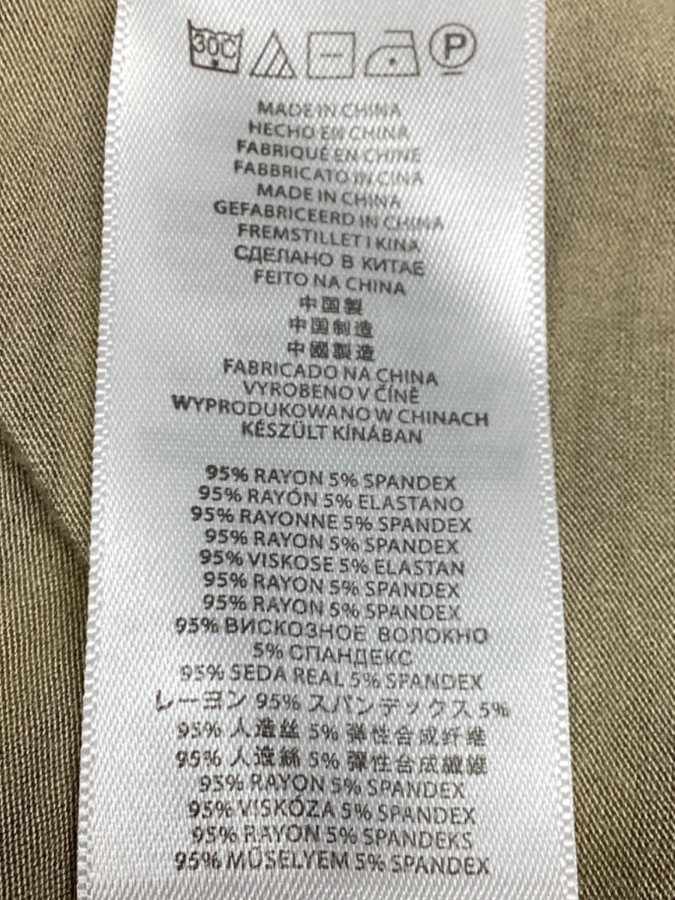 30C P
MADE IN CHINA
HECHO EN CHINA
FABRIQUÉ EN CHINE
FABBRICATO IN CINA
MADE IN CHINA
GEFABRICEERD IN CHINA
FREMSTILLET I KINA
СДЕЛАНО В КИТАЕ
FEITO NA CHINA
中国製
中国制造
中國製造
FABRICADO NA CHINA
VYROBENO V ČÍNĚ
WYPRODUKOWANO W CHINACH
KÉSZÜLT KÍNÁBAN
95% RAYON 5% SPANDEX
95% RAYÓN 5% ELASTANO
95% RAYONNE 5% SPANDEX
95% RAYON 5% SPANDEX
95% VISKOSE 5% ELASTAN
95% RAYON 5% SPANDEX
95% RAYON 5% SPANDEX
95% ВИСКОЗНОЕ ВОЛОКНО
5% СПАНДЕКС
95% SEDA REAL 5% SPANDEX
レーヨン 95% スパンデックス 5%
95% 人造丝 5% 弹性合成纤维
95% 人造絲 5% 彈性合成纖維
95% RAYON 5% SPANDEX
95% VISKÓZA 5% SPANDEX
95% RAYON 5% SPANDEKS
95% MŰSELYEM 5% SPANDEX